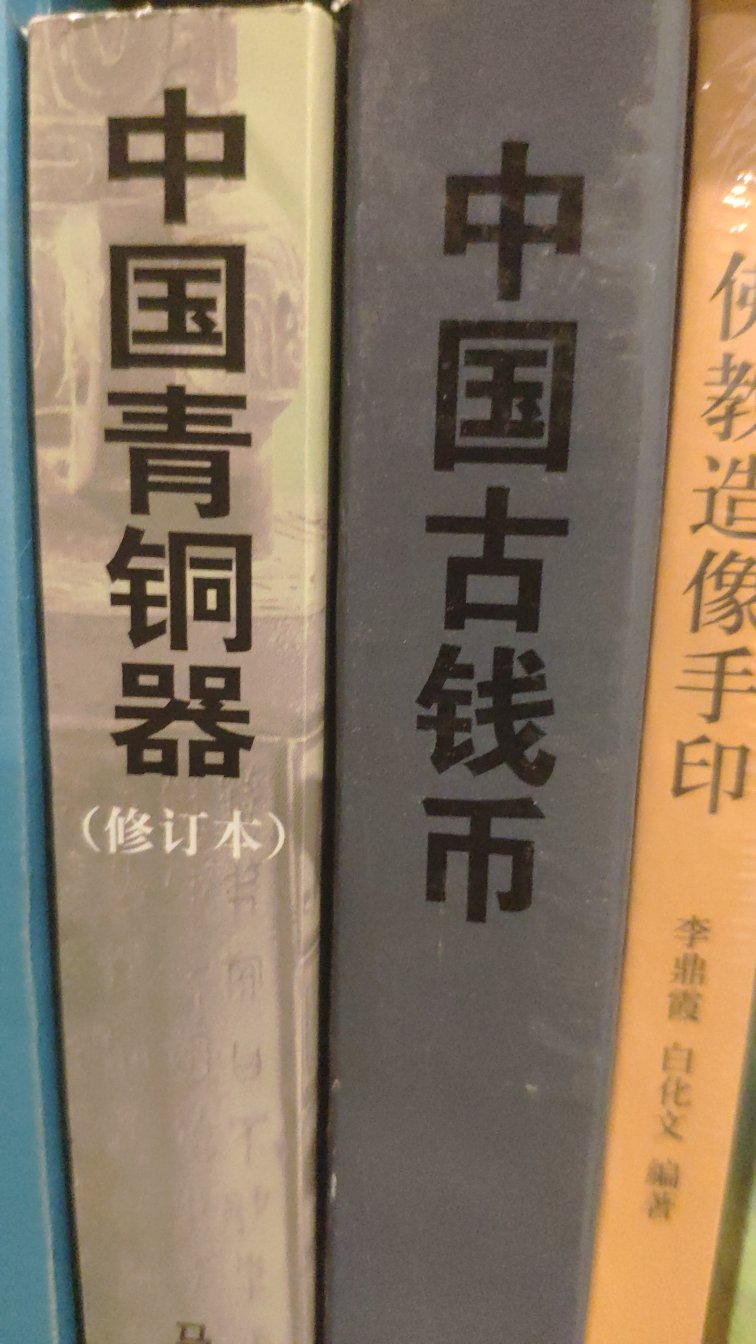 中国青铜器
（修订本）
中国古钱币
佛教造像手印
李鼎霞 白化文 编著